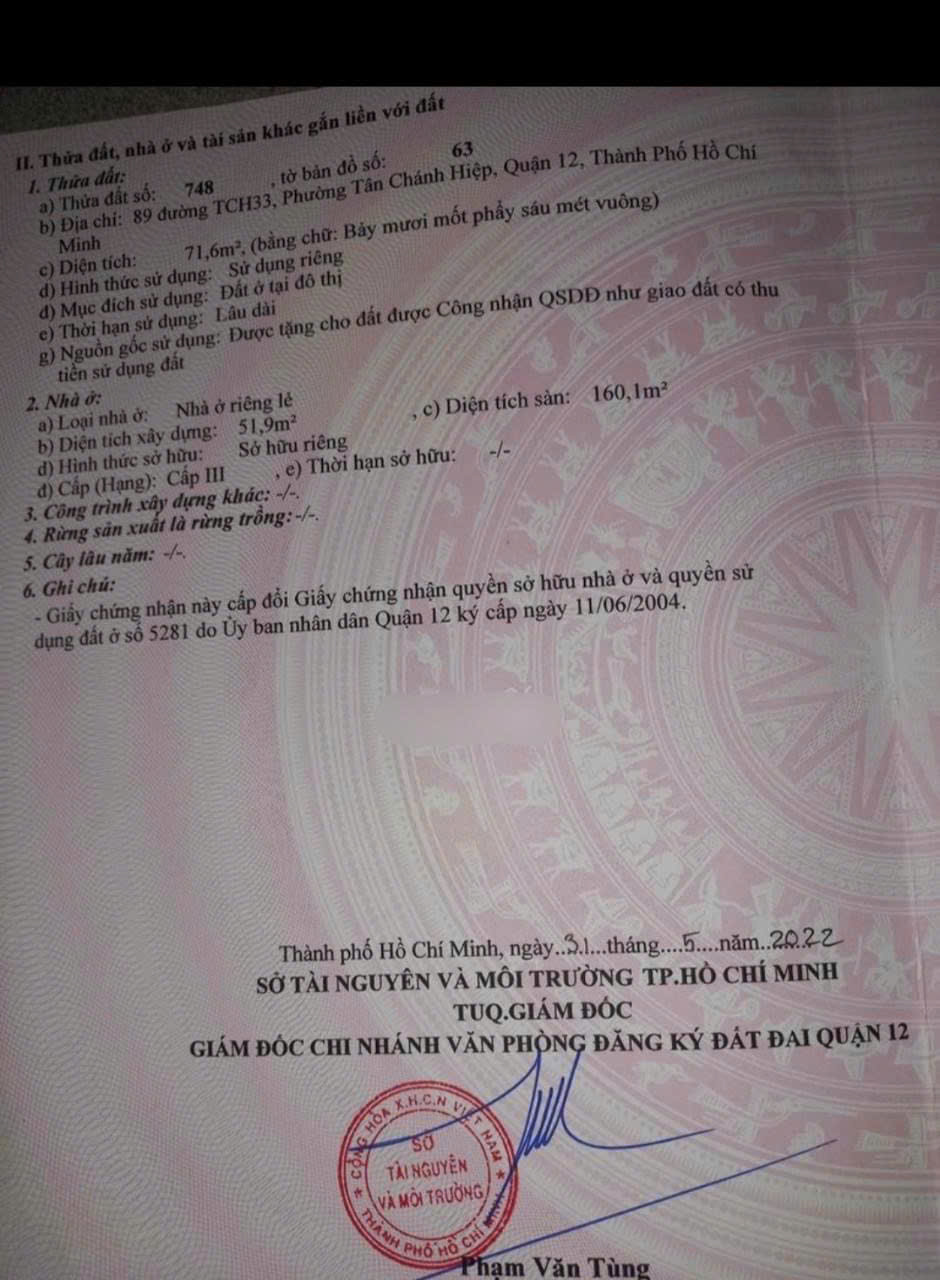 II. Thửa đất, nhà ở và tài sản khác gắn liền với đất
1. Thửa đất:
a) Thửa đất số: 748 , tờ bản đồ số: 63
b) Địa chỉ: 89 đường TCH33, Phường Tân Chánh Hiệp, Quận 12, Thành Phố Hồ Chí
Minh
c) Diện tích: 71,6m², (bằng chữ: Bảy mươi mốt phẩy sáu mét vuông)
d) Hình thức sử dụng: Sử dụng riêng
đ) Mục đích sử dụng: Đất ở tại đô thị
e) Thời hạn sử dụng: Lâu dài
g) Nguồn gốc sử dụng: Được tặng cho đất được Công nhận QSDĐ như giao đất có thu
tiền sử dụng đất
2. Nhà ở:
a) Loại nhà ở: Nhà ở riêng lẻ
b) Diện tích xây dựng: 51,9m² , c) Diện tích sàn: 160,1m²
d) Hình thức sở hữu: Sở hữu riêng
đ) Cấp (Hạng): Cấp III , e) Thời hạn sở hữu: -/-
3. Công trình xây dựng khác: -/-.
4. Rừng sản xuất là rừng trồng: -/-.
5. Cây lâu năm: -/-.
6. Ghi chú:
- Giấy chứng nhận này cấp đổi Giấy chứng nhận quyền sở hữu nhà ở và quyền sử
dụng đất ở số 5281 do Ủy ban nhân dân Quận 12 ký cấp ngày 11/06/2004.
Thành phố Hồ Chí Minh, ngày..31...tháng....5....năm..2022
SỞ TÀI NGUYÊN VÀ MÔI TRƯỜNG TP.HỒ CHÍ MINH
TUQ.GIÁM ĐỐC
GIÁM ĐỐC CHI NHÁNH VĂN PHÒNG ĐĂNG KÝ ĐẤT ĐAI QUẬN 12
CỘNG HÒA X.H.C.N VIỆT NAM
SỞ
TÀI NGUYÊN
VÀ MÔI TRƯỜNG
THÀNH PHỐ HỒ CHÍ MINH
Phạm Văn Tùng